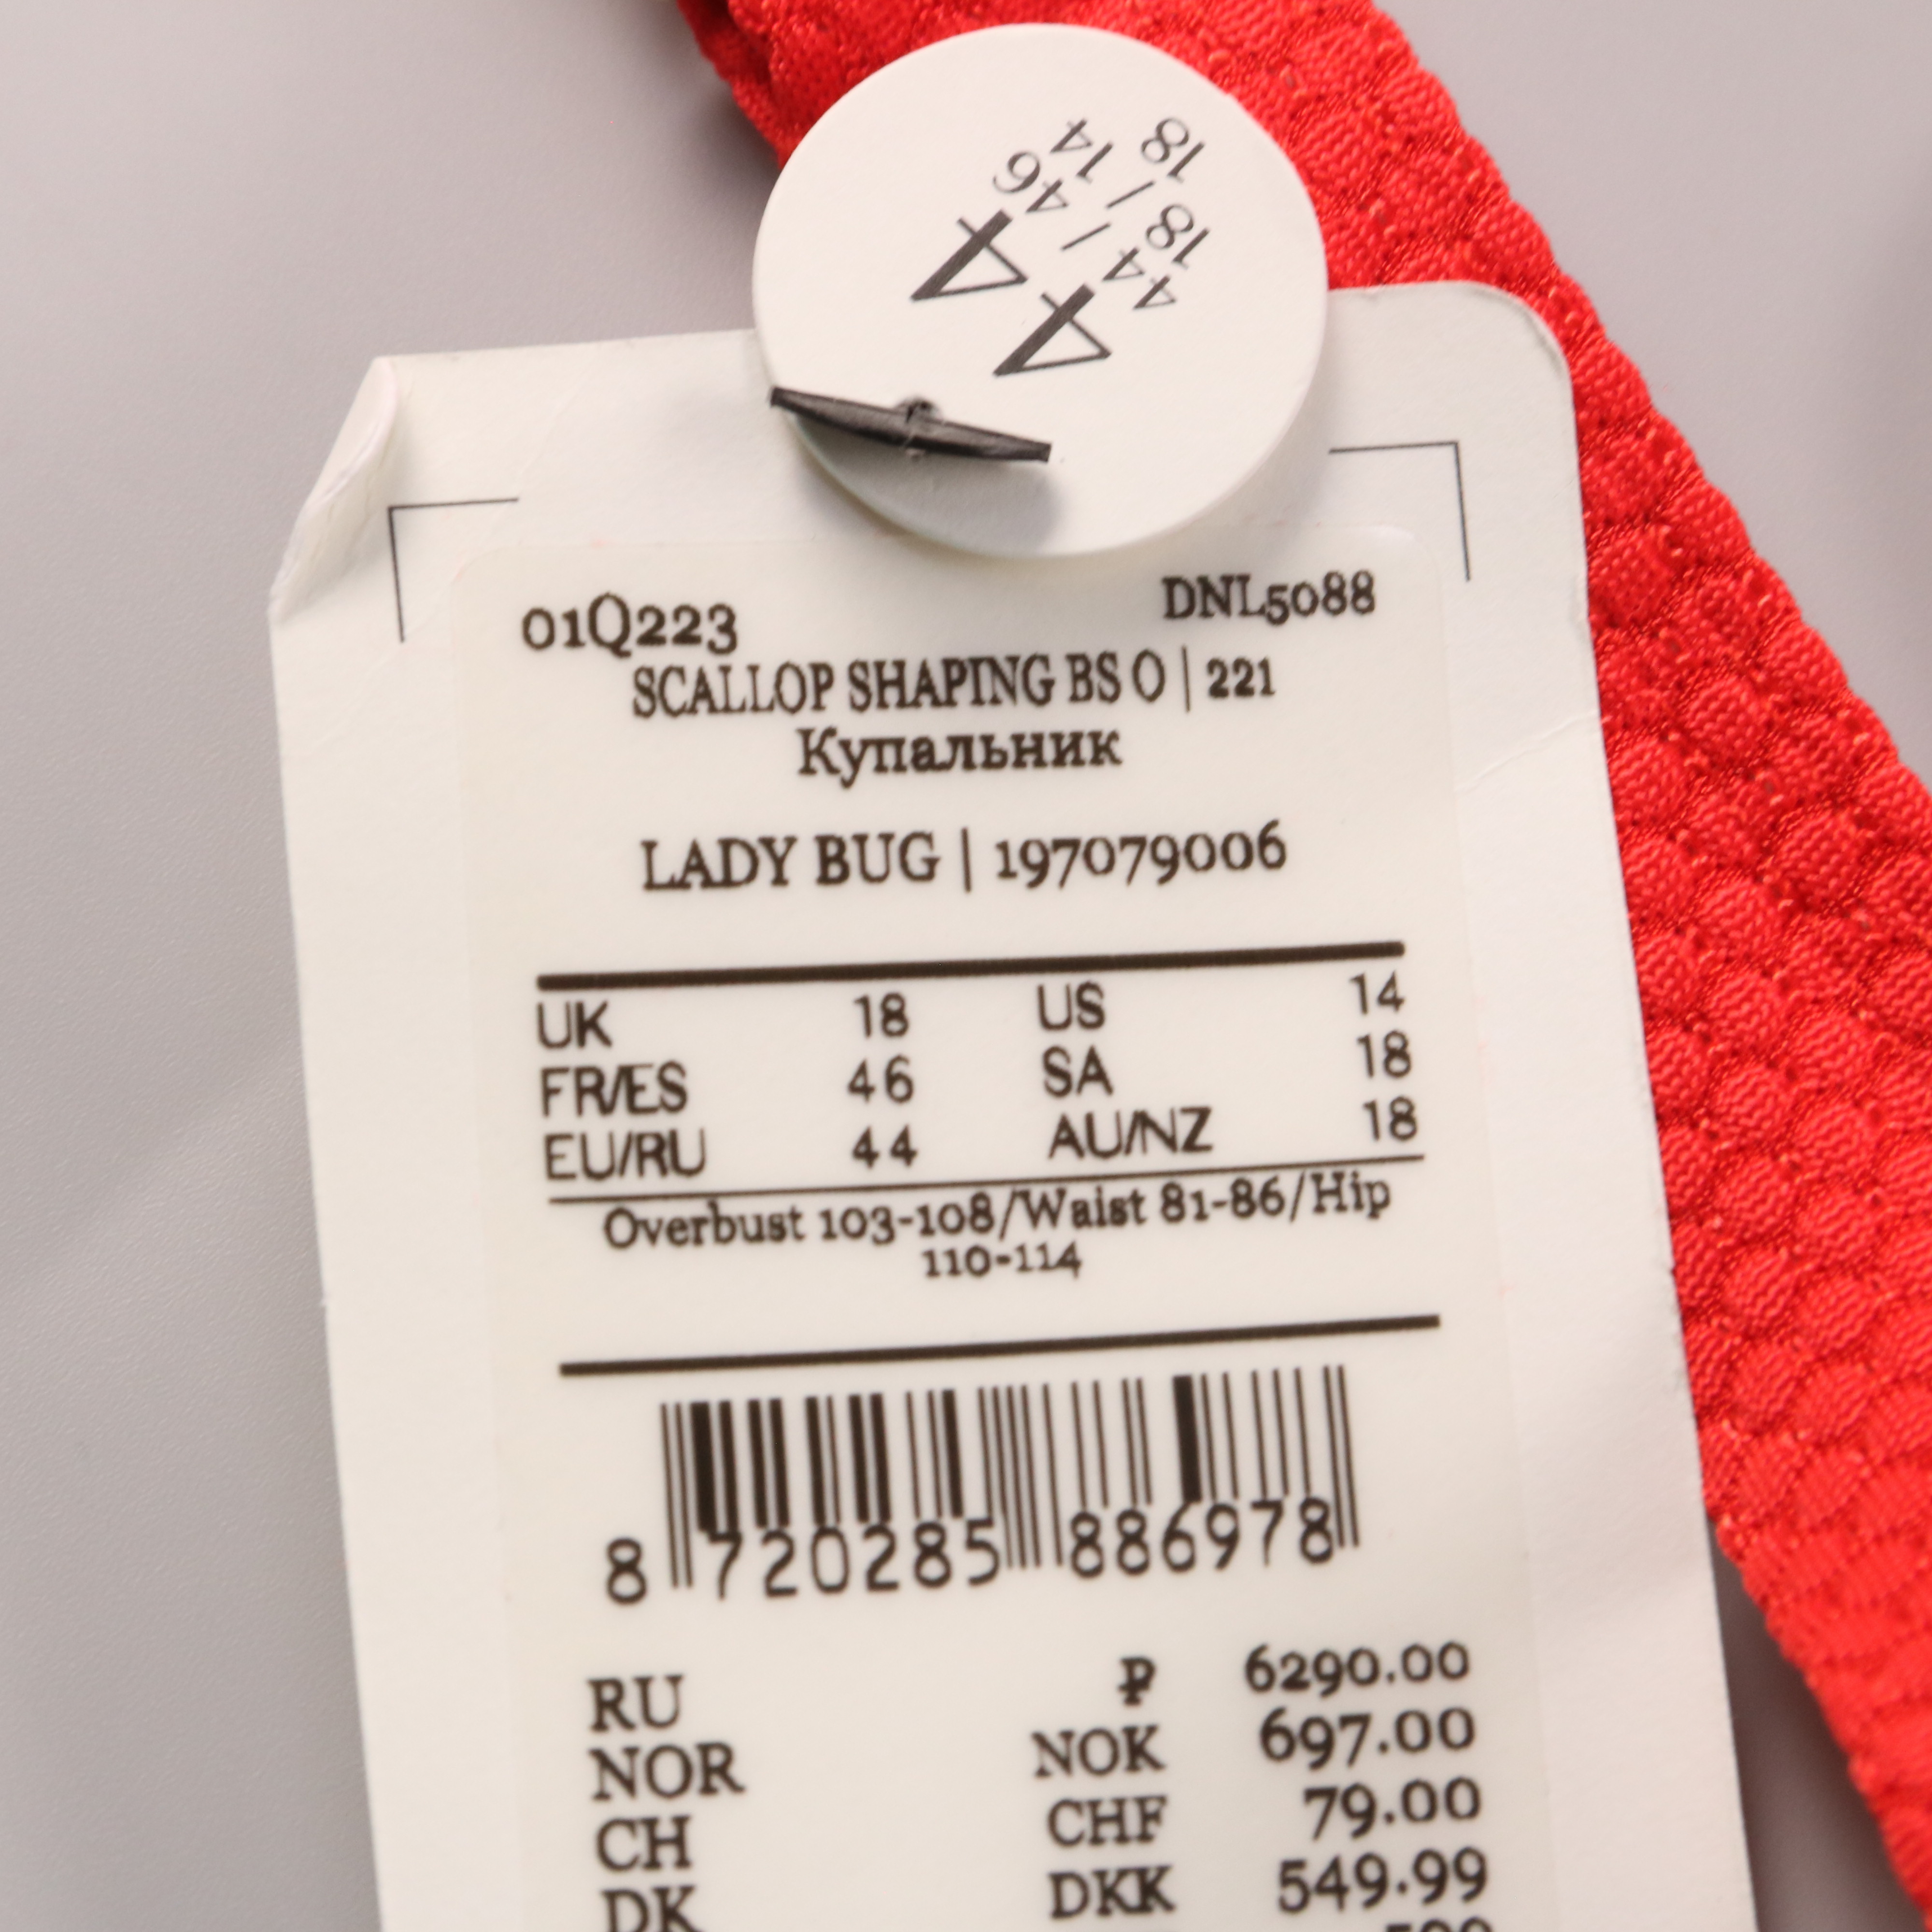 44
44 / 46
18 / 14
18
01Q223 DNL5088
SCALLOP SHAPING BS O | 221
Купальник
LADY BUG | 197079006
UK 18 US 14
FR/ES 46 SA 18
EU/RU 44 AU/NZ 18
Overbust 103-108/Waist 81-86/Hip
110-114
8 720285 886978
RU ₽ 6290.00
NOR NOK 697.00
CH CHF 79.00
DK DKK 549.99